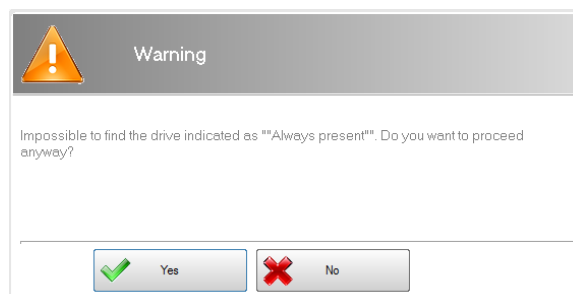 Warning
Impossible to find the drive indicated as ""Always present"". Do you want to proceed
anyway?
Yes
No